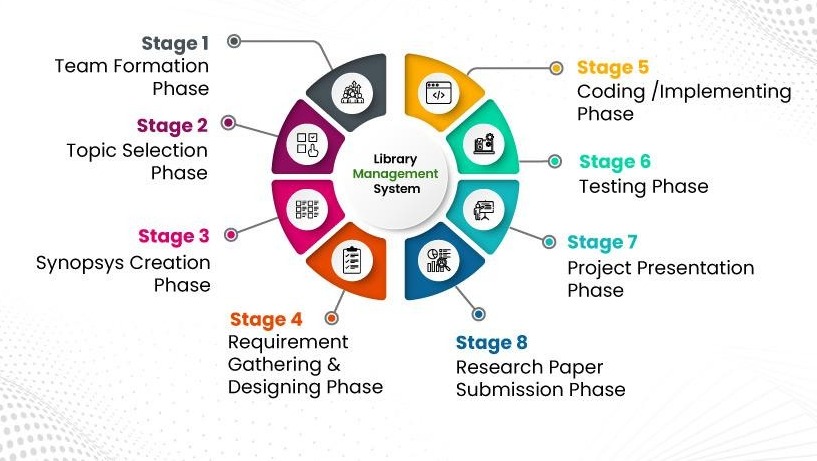 Stage 1
Team Formation
Phase
Stage 2
Topic Selection
Phase
Stage 3
Synopsys Creation
Phase
Stage 4
Requirement
Gathering &
Designing Phase
Library
Management
System
Stage 5
Coding /Implementing
Phase
Stage 6
Testing Phase
Stage 7
Project Presentation
Phase
Stage 8
Research Paper
Submission Phase